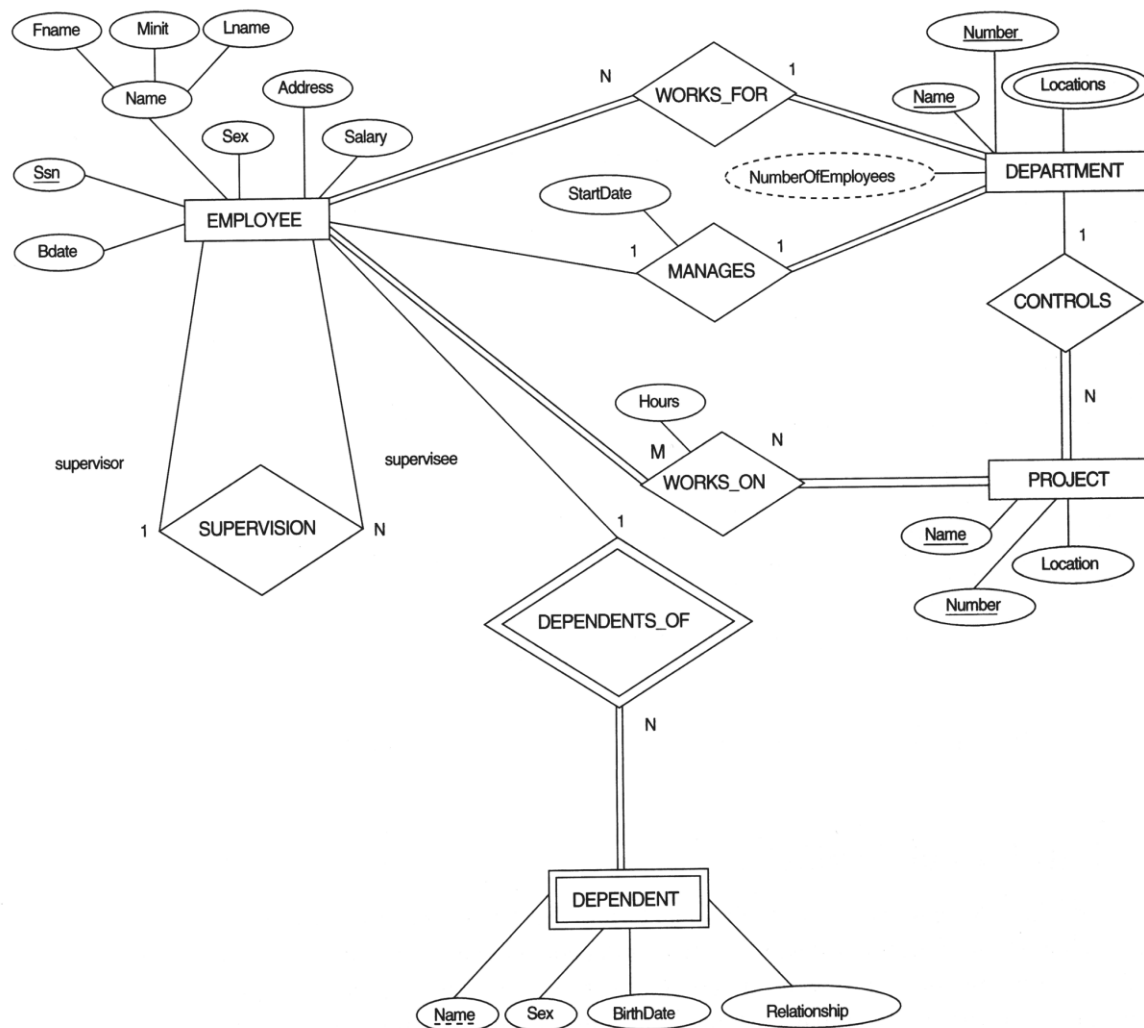 Fname
Minit
Lname
Number
Name
Address
N
WORKS_FOR
1
Name
Locations
Sex
Salary
Ssn
NumberOfEmployees
DEPARTMENT
StartDate
EMPLOYEE
Bdate
1
MANAGES
1
1
CONTROLS
Hours
N
M
N
supervisor
supervisee
WORKS_ON
PROJECT
1
SUPERVISION
N
1
Name
Location
Number
DEPENDENTS_OF
N
DEPENDENT
Name
Sex
BirthDate
Relationship